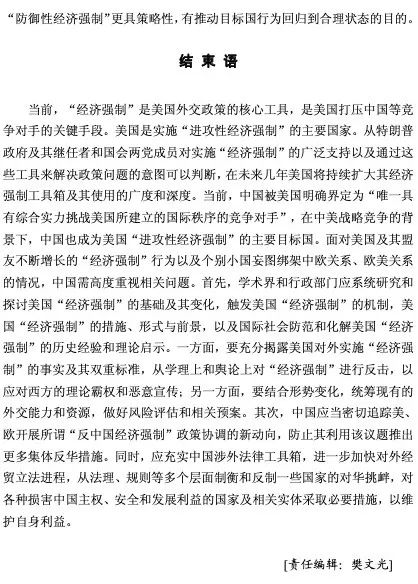 “防御性经济强制”更具策略性，有推动目标国行为回归到合理状态的目的。
结 束 语
当前，“经济强制”是美国外交政策的核心工具，是美国打压中国等竞
争对手的关键手段。美国是实施“进攻性经济强制”的主要国家。从特朗普
政府及其继任者和国会两党成员对实施“经济强制”的广泛支持以及通过这
些工具来解决政策问题的意图可以判断，在未来几年美国将持续扩大其经济
强制工具箱及其使用的广度和深度。当前，中国被美国明确界定为“唯一具
有综合实力挑战美国所建立的国际秩序的竞争对手”，在中美战略竞争的背
景下，中国也成为美国“进攻性经济强制”的主要目标国。面对美国及其盟
友不断增长的“经济强制”行为以及个别小国妄图绑架中欧关系、欧美关系
的情况，中国需高度重视相关问题。首先，学术界和行政部门应系统研究和
探讨美国“经济强制”的基础及其变化，触发美国“经济强制”的机制，美
国“经济强制”的措施、形式与前景，以及国际社会防范和化解美国“经济
强制”的历史经验和理论启示。一方面，要充分揭露美国对外实施“经济强
制”的事实及其双重标准，从学理上和舆论上对“经济强制”进行反击，以
应对西方的理论霸权和恶意宣传；另一方面，要结合形势变化，统筹现有的
外交能力和资源，做好风险评估和相关预案。其次，中国应当密切追踪美、
欧开展所谓“反中国经济强制”政策协调的新动向，防止其利用该议题推出
更多集体反华措施。同时，应充实中国涉外法律工具箱，进一步加快对外经
贸立法进程，从法理、规则等多个层面制衡和反制一些国家的对华挑衅，对
各种损害中国主权、安全和发展利益的国家及相关实体采取必要措施，以维
护自身利益。
[责任编辑：樊文光]